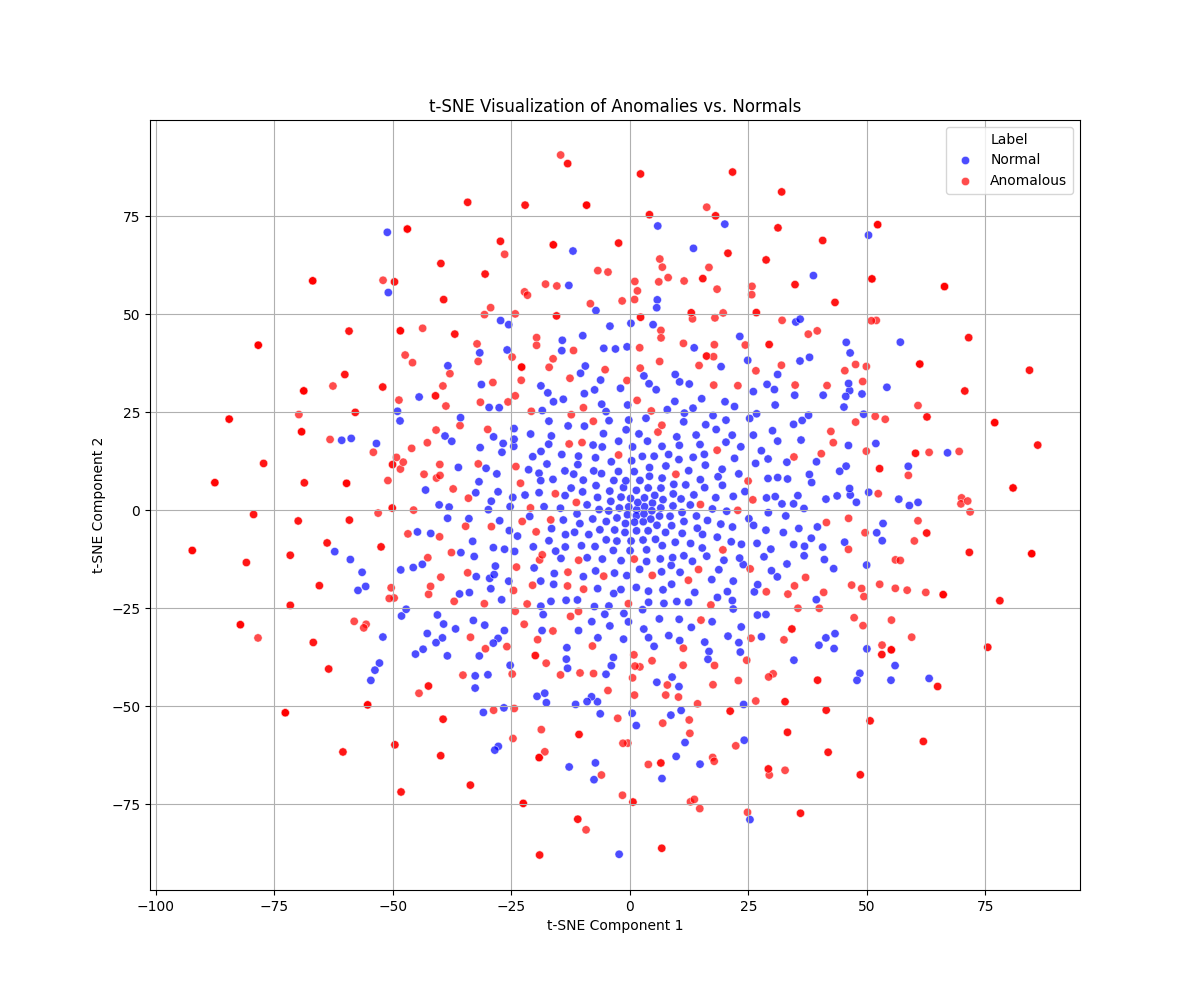 t-SNE Visualization of Anomalies vs. Normals
Label
Normal
Anomalous
75
50
25
0
−25
−50
−75
t-SNE Component 2
−100
−75
−50
−25
0
25
50
75
t-SNE Component 1